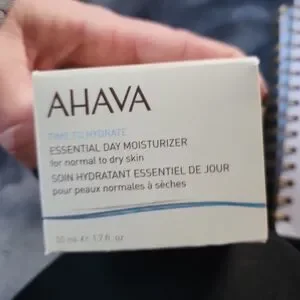 AHAVA
TIME TO HYDRATE
ESSENTIAL DAY MOISTURIZER
for normal to dry skin
SOIN HYDRATANT ESSENTIEL DE JOUR
pour peaux normales à sèches
50 mL 1.7 fl. oz